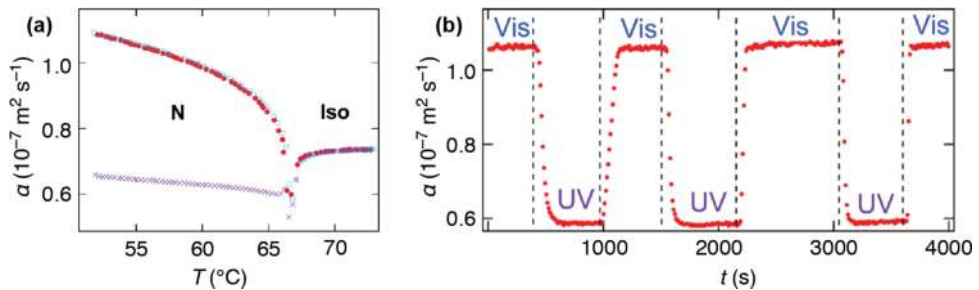 (a)
α (10⁻⁷ m² s⁻¹)
1.0
0.8
0.6
N
Iso
55
60
65
70
T (°C)
(b)
α (10⁻⁷ m² s⁻¹)
1.0
0.8
0.6
Vis
Vis
Vis
Vis
UV
UV
UV
0
1000
2000
3000
4000
t (s)